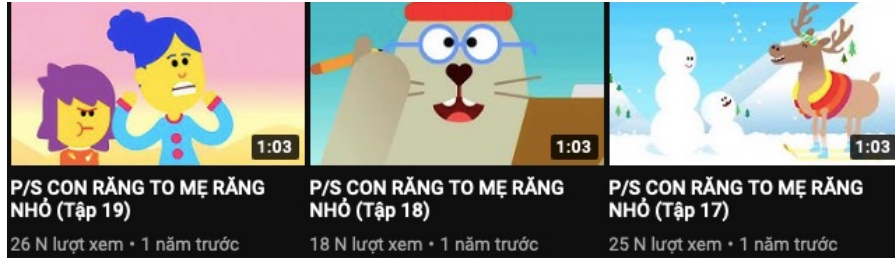 1:03
1:03
1:03
P/S CON RĂNG TO MẸ RĂNG
NHỎ (Tập 19)
26 N lượt xem • 1 năm trước
P/S CON RĂNG TO MẸ RĂNG
NHỎ (Tập 18)
18 N lượt xem • 1 năm trước
P/S CON RĂNG TO MẸ RĂNG
NHỎ (Tập 17)
25 N lượt xem • 1 năm trước